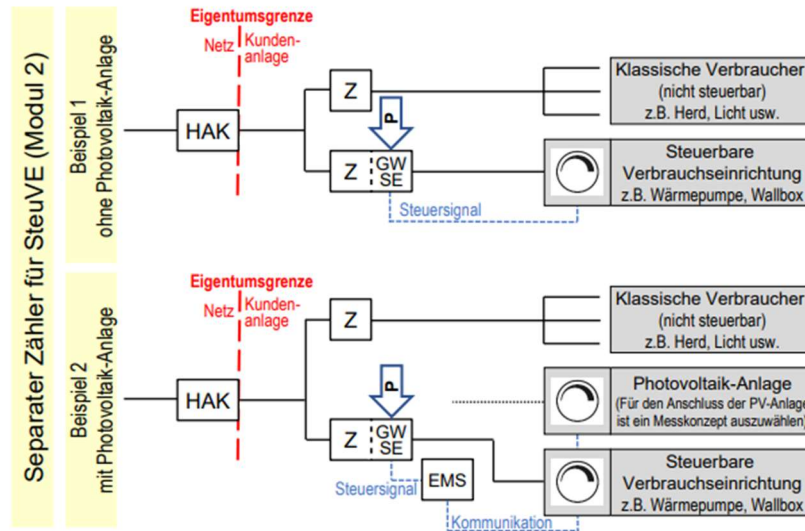 Separater Zähler für SteuVE (Modul 2)
Beispiel 1
ohne Photovoltaik-Anlage
Eigentumsgrenze
Netz
Kunden-
anlage
HAK
Z
P
Z
GW
SE
Steuersignal
Klassische Verbraucher
(nicht steuerbar)
z.B. Herd, Licht usw.
Steuerbare
Verbrauchseinrichtung
z.B. Wärmepumpe, Wallbox
Beispiel 2
mit Photovoltaik-Anlage
Eigentumsgrenze
Netz
Kunden-
anlage
HAK
Z
P
Z
GW
SE
Steuersignal
EMS
Kommunikation
Klassische Verbraucher
(nicht steuerbar)
z.B. Herd, Licht usw.
Photovoltaik-Anlage
(Für den Anschluss der PV-Anlage
ist ein Messkonzept auszuwählen)
Steuerbare
Verbrauchseinrichtung
z.B. Wärmepumpe, Wallbox